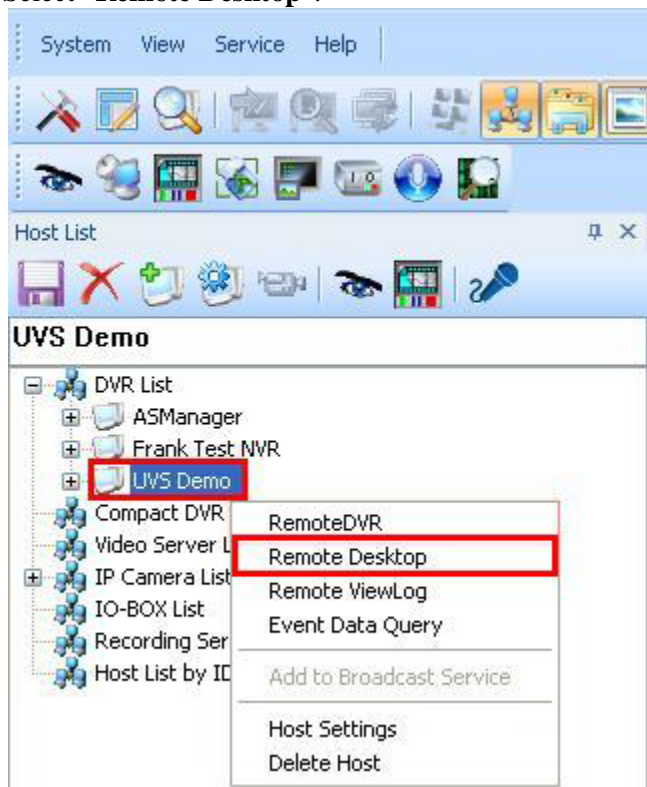 Select "Remote Desktop".
System View Service Help
Host List
UVS Demo
DVR List
ASManager
Frank Test NVR
UVS Demo
Compact DVR
Video Server L
IP Camera List
IO-BOX List
Recording Ser
Host List by ID
RemoteDVR
Remote Desktop
Remote ViewLog
Event Data Query
Add to Broadcast Service
Host Settings
Delete Host